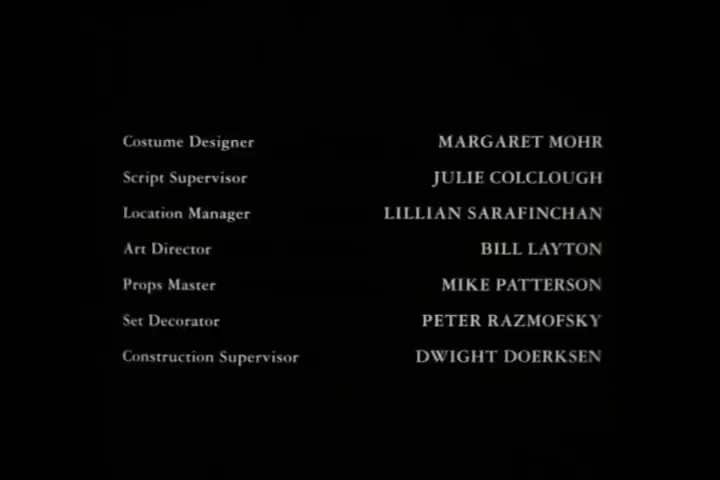 Costume Designer MARGARET MOHR
Script Supervisor JULIE COLCLOUGH
Location Manager LILLIAN SARAFINCHAN
Art Director BILL LAYTON
Props Master MIKE PATTERSON
Set Decorator PETER RAZMOFSKY
Construction Supervisor DWIGHT DOERKSEN